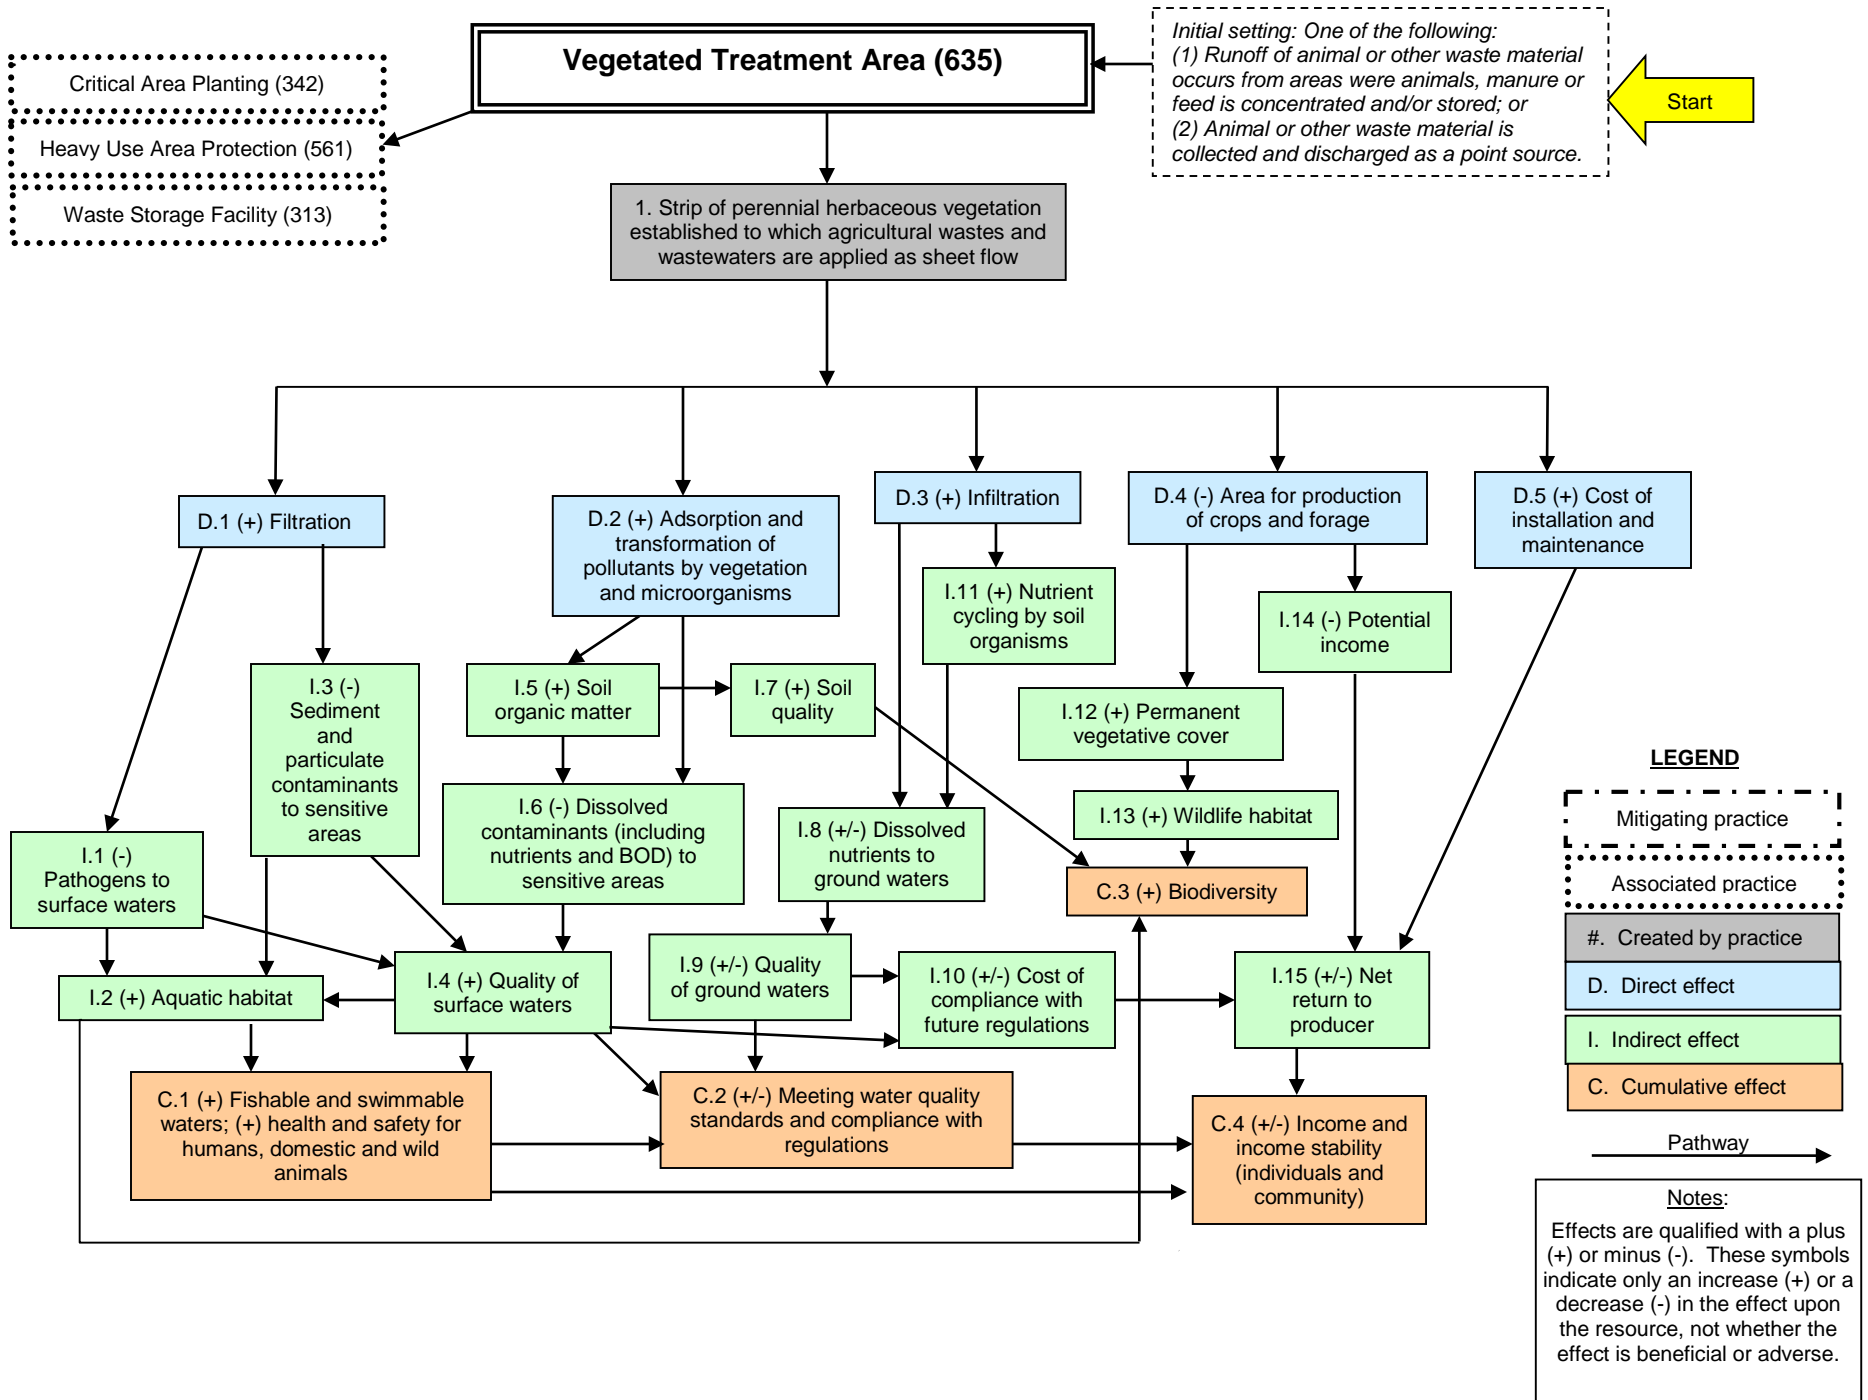 Vegetated Treatment Area (635)
Initial setting: One of the following:
(1) Runoff of animal or other waste material
occurs from areas were animals, manure or
feed is concentrated and/or stored; or
(2) Animal or other waste material is
collected and discharged as a point source.
Start
Critical Area Planting (342)
Heavy Use Area Protection (561)
Waste Storage Facility (313)
1. Strip of perennial herbaceous vegetation
established to which agricultural wastes and
wastewaters are applied as sheet flow
D.1 (+) Filtration
D.2 (+) Adsorption and
transformation of
pollutants by vegetation
and microorganisms
D.3 (+) Infiltration
D.4 (-) Area for production
of crops and forage
D.5 (+) Cost of
installation and
maintenance
I.11 (+) Nutrient
cycling by soil
organisms
I.14 (-) Potential
income
I.3 (-)
Sediment
and
particulate
contaminants
to sensitive
areas
I.5 (+) Soil
organic matter
I.7 (+) Soil
quality
I.12 (+) Permanent
vegetative cover
I.1 (-)
Pathogens to
surface waters
I.6 (-) Dissolved
contaminants (including
nutrients and BOD) to
sensitive areas
I.8 (+/-) Dissolved
nutrients to
ground waters
I.13 (+) Wildlife habitat
C.3 (+) Biodiversity
I.2 (+) Aquatic habitat
I.4 (+) Quality of
surface waters
I.9 (+/-) Quality
of ground waters
I.10 (+/-) Cost of
compliance with
future regulations
I.15 (+/-) Net
return to
producer
C.1 (+) Fishable and swimmable
waters; (+) health and safety for
humans, domestic and wild
animals
C.2 (+/-) Meeting water quality
standards and compliance with
regulations
C.4 (+/-) Income and
income stability
(individuals and
community)
LEGEND
Mitigating practice
Associated practice
#. Created by practice
D. Direct effect
I. Indirect effect
C. Cumulative effect
Pathway
Notes:
Effects are qualified with a plus
(+) or minus (-). These symbols
indicate only an increase (+) or a
decrease (-) in the effect upon
the resource, not whether the
effect is beneficial or adverse.